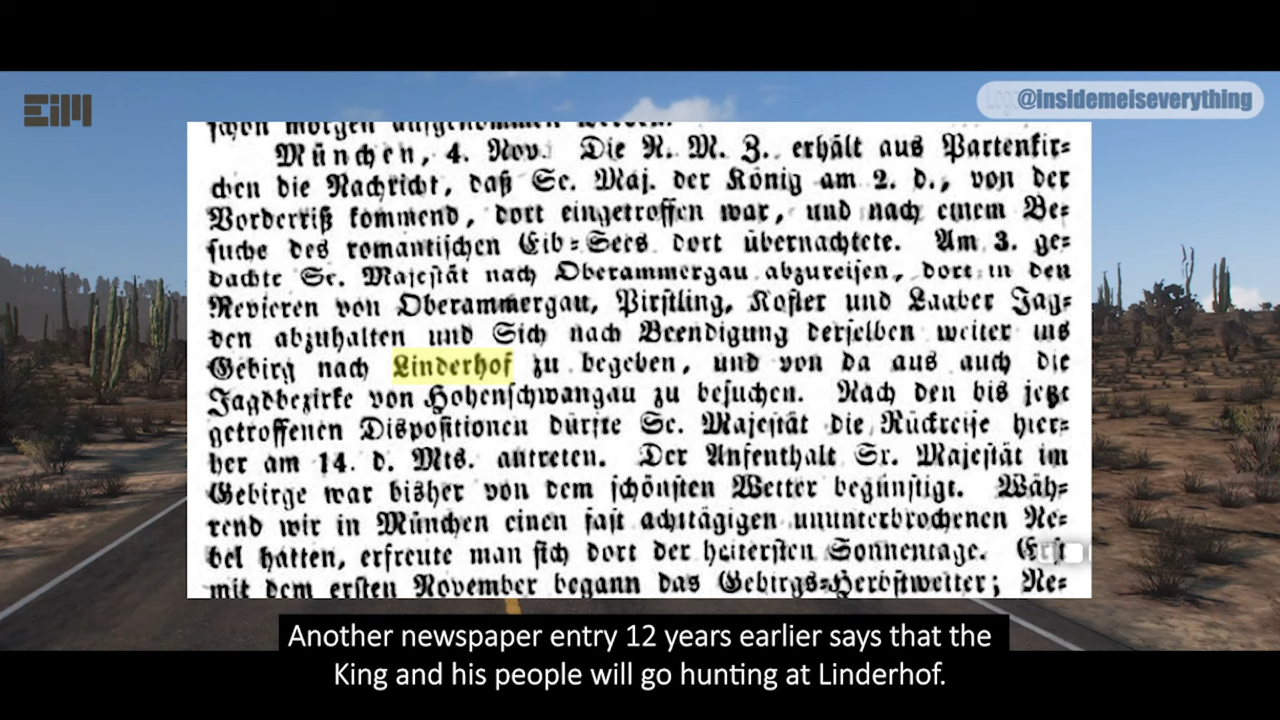 EiM
@insidemeiseverything
schon morgen aufgenommen werden.
München, 4. Nov. Die N. M. Z. erhält aus Partenkir=
chen die Nachricht, daß Se. Maj. der König am 2. d., von der
Vorderriß kommend, dort eingetroffen war, und nach einem Be=
suche des romantischen Eib=Sees dort übernachtete. Am 3. ge=
dachte Se. Majestät nach Oberammergau abzureisen, dort in den
Revieren von Oberammergau, Pirstling, Kofler und Laaber Jag=
den abzuhalten und Sich nach Beendigung derselben weiter ins
Gebirg nach Linderhof zu begeben, und von da aus auch die
Jagdbezirke von Hohenschwangau zu besuchen. Nach den bis jetzt
getroffenen Dispositionen dürfte Se. Majestät die Rückreise hier=
her am 14. d. Mts. antreten. Der Aufenthalt Sr. Majestät im
Gebirge war bisher von dem schönsten Wetter begünstigt. Wäh=
rend wir in München einen fast achttägigen ununterbrochenen Ne=
bel hatten, erfreute man sich dort der heitersten Sonnentage. Erst
mit dem ersten November begann das Gebirgs=Herbstwetter; Ne=
Another newspaper entry 12 years earlier says that the
King and his people will go hunting at Linderhof.